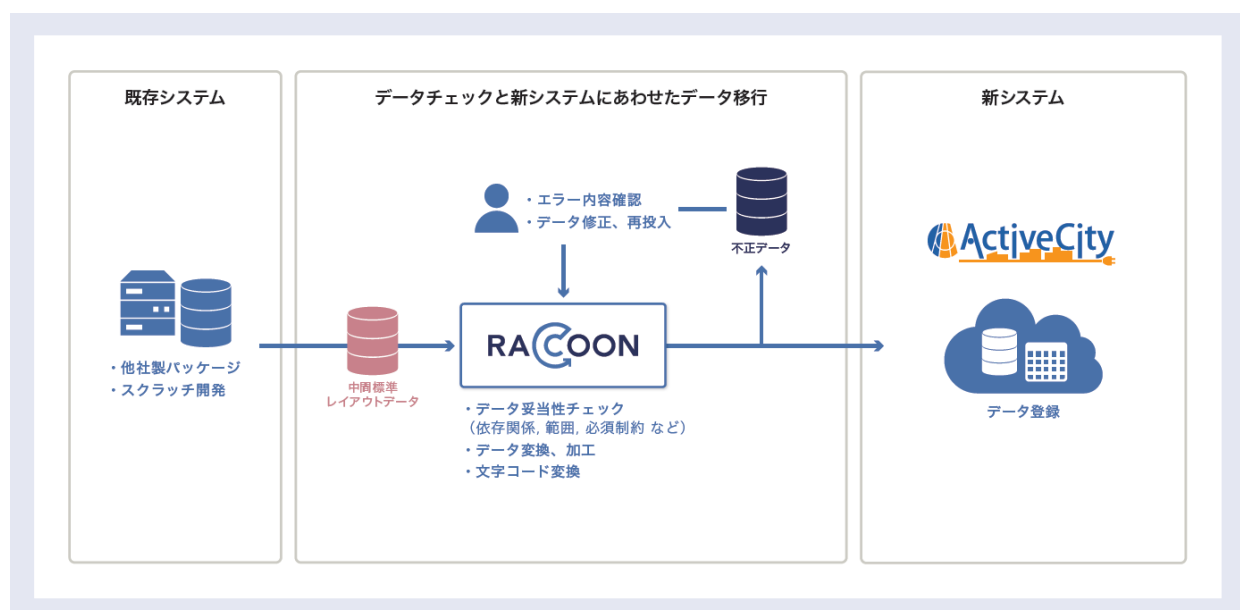 既存システム
・他社製パッケージ
・スクラッチ開発
データチェックと新システムにあわせたデータ移行
・エラー内容確認
・データ修正、再投入
不正データ
中間標準
レイアウトデータ
RACCOON
・データ妥当性チェック
（依存関係, 範囲, 必須制約 など）
・データ変換、加工
・文字コード変換
新システム
ActiveCity
データ登録